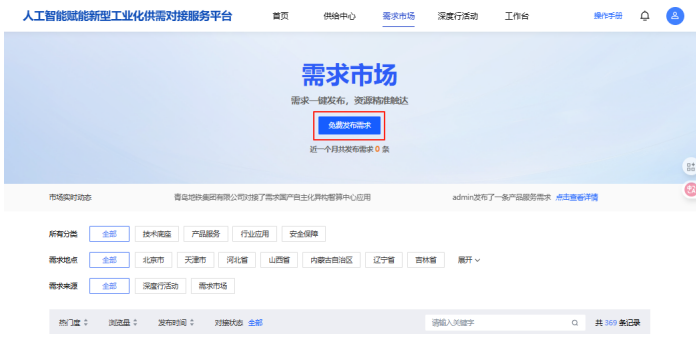 人工智能赋能新型工业化供需对接服务平台 首页 供给中心 需求市场 深度行活动 工作台 操作手册
需求市场
需求一键发布，资源精准触达
免费发布需求
近一个月共发布需求 0 条
市场实时动态 青岛地铁集团有限公司对接了需求国产自主化异构智算中心应用 admin发布了一条产品服务需求 点击查看详情
所有分类 全部 技术底座 产品服务 行业应用 安全保障
需求地点 全部 北京市 天津市 河北省 山西省 内蒙古自治区 辽宁省 吉林省 展开
需求来源 全部 深度行活动 需求市场
热门度 浏览量 发布时间 对接状态 全部 请输入关键字 共 369 条记录